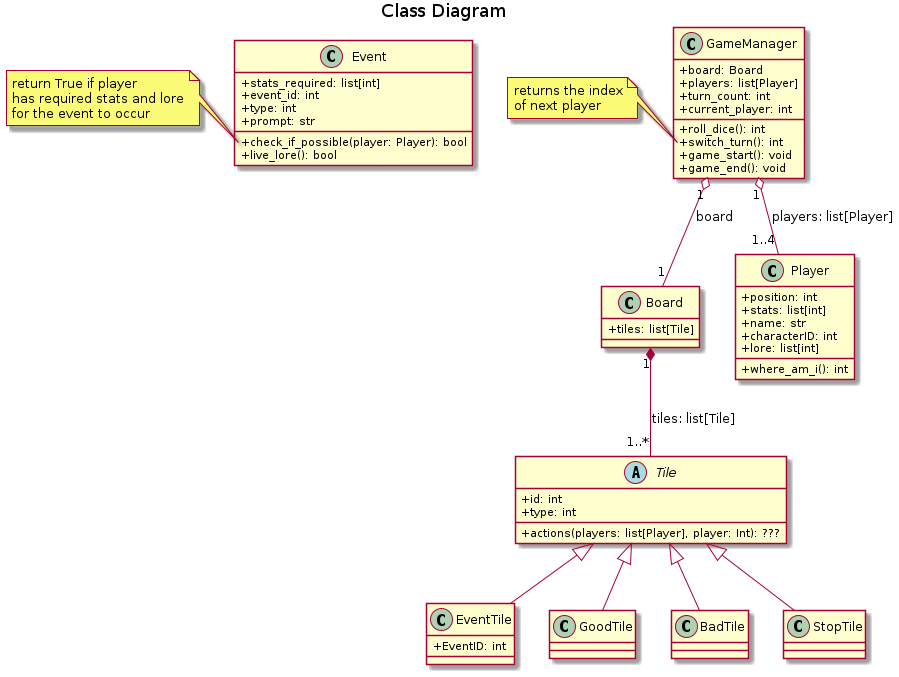 Class Diagram
return True if player
has required stats and lore
for the event to occur
C Event
+stats_required: list[int]
+event_id: int
+type: int
+prompt: str
+check_if_possible(player: Player): bool
+live_lore(): bool
returns the index
of next player
C GameManager
+board: Board
+players: list[Player]
+turn_count: int
+current_player: int
+roll_dice(): int
+switch_turn(): int
+game_start(): void
+game_end(): void
1
1
board
players: list[Player]
1
1..4
C Board
+tiles: list[Tile]
C Player
+position: int
+stats: list[int]
+name: str
+characterID: int
+lore: list[int]
+where_am_i(): int
1
tiles: list[Tile]
1..*
A Tile
+id: int
+type: int
+actions(players: list[Player], player: Int): ???
C EventTile
+EventID: int
C GoodTile
C BadTile
C StopTile